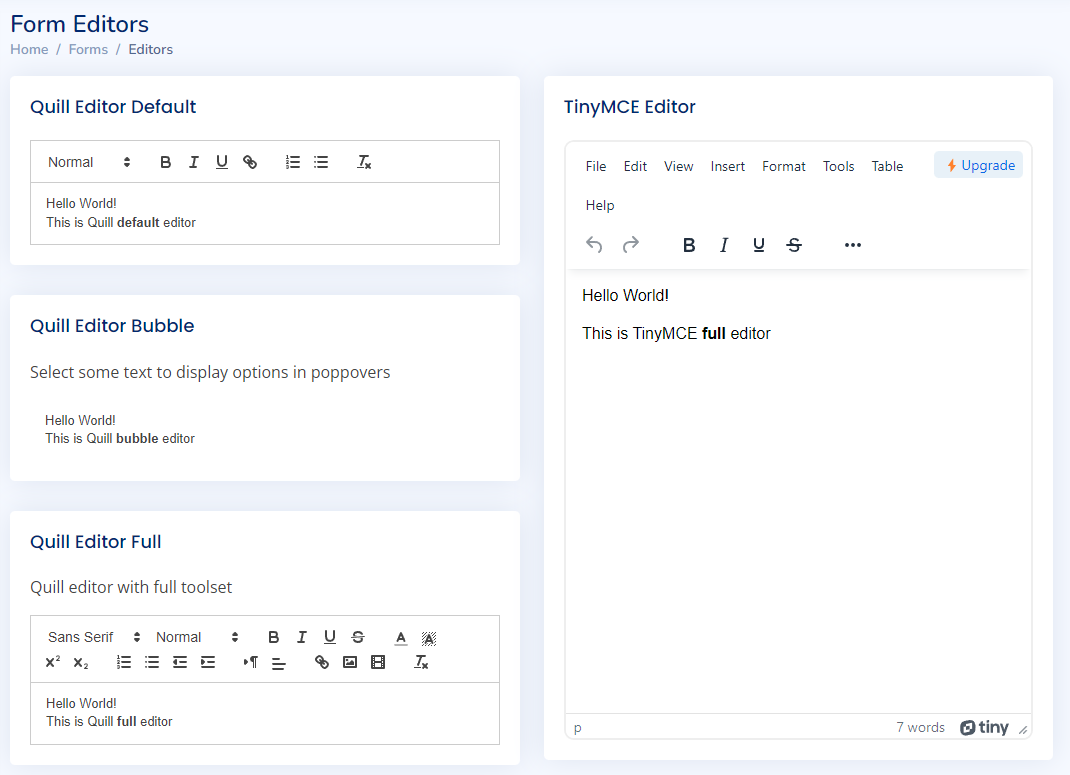 Form Editors
Home / Forms / Editors
Quill Editor Default
Normal B I U
Hello World!
This is Quill default editor
Quill Editor Bubble
Select some text to display options in poppovers
Hello World!
This is Quill bubble editor
Quill Editor Full
Quill editor with full toolset
Sans Serif Normal B I U S A A
X² X₂
Hello World!
This is Quill full editor
TinyMCE Editor
File Edit View Insert Format Tools Table Upgrade
Help
B I U S ...
Hello World!
This is TinyMCE full editor
p 7 words tiny